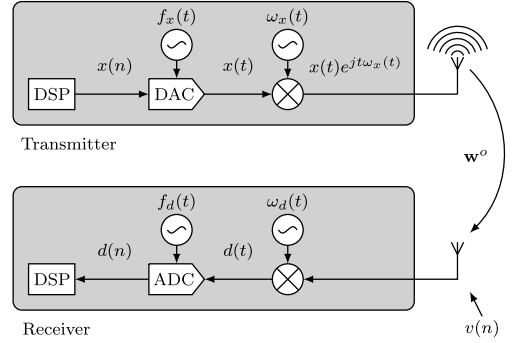 f_x(t) ω_x(t)
x(n) x(t) x(t)e^{jtω_x(t)}
DSP DAC
Transmitter
w^o
f_d(t) ω_d(t)
d(n) d(t)
DSP ADC
Receiver v(n)